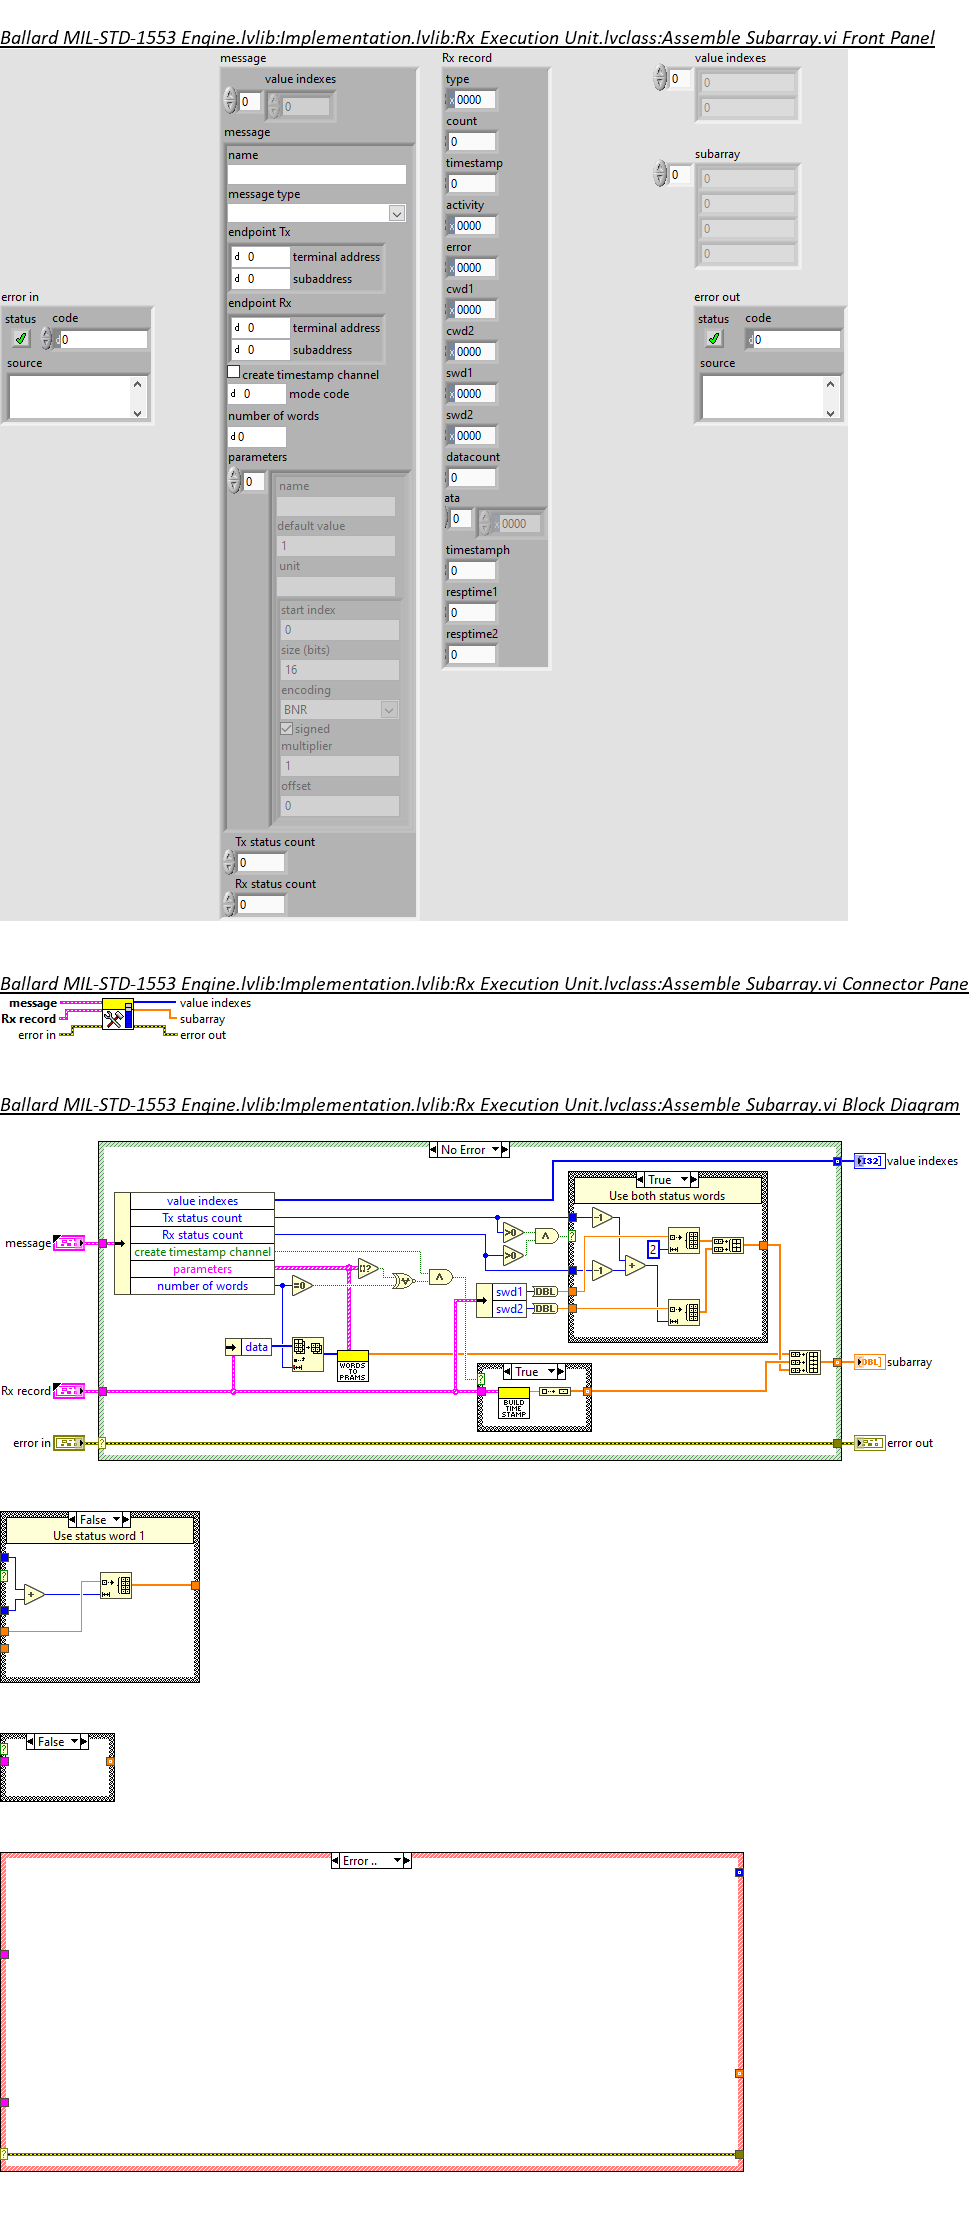 Ballard MIL-STD-1553 Engine.lvlib:Implementation.lvlib:Rx Execution Unit.lvclass:Assemble Subarray.vi Front Panel
message
value indexes
0
0
message
name
message type
endpoint Tx
d 0 terminal address
d 0 subaddress
endpoint Rx
d 0 terminal address
d 0 subaddress
create timestamp channel
d 0 mode code
number of words
d 0
parameters
0
name
default value
1
unit
start index
0
size (bits)
16
encoding
BNR
signed
multiplier
1
offset
0
Tx status count
0
Rx status count
0
Rx record
type
x 0000
count
0
timestamp
0
activity
x 0000
error
x 0000
cwd1
x 0000
cwd2
x 0000
swd1
x 0000
swd2
x 0000
datacount
0
ata
0
x 0000
timestamph
0
resptime1
0
resptime2
0
value indexes
0
0
0
subarray
0
0
0
0
0
error in
status code
d 0
source
error out
status code
d 0
source
Ballard MIL-STD-1553 Engine.lvlib:Implementation.lvlib:Rx Execution Unit.lvclass:Assemble Subarray.vi Connector Pane
message value indexes
Rx record subarray
error in error out
Ballard MIL-STD-1553 Engine.lvlib:Implementation.lvlib:Rx Execution Unit.lvclass:Assemble Subarray.vi Block Diagram
No Error
[I32] value indexes
True
Use both status words
value indexes
Tx status count
Rx status count
create timestamp channel
parameters
number of words
message
>0
>0
-1
-1
+
2
[]?
=0
swd1 DBL
swd2 DBL
data
WORDS TO PRAMS
True
BUILD TIME STAMP
[DBL] subarray
Rx record
error in
error out
False
Use status word 1
+
False
Error ..